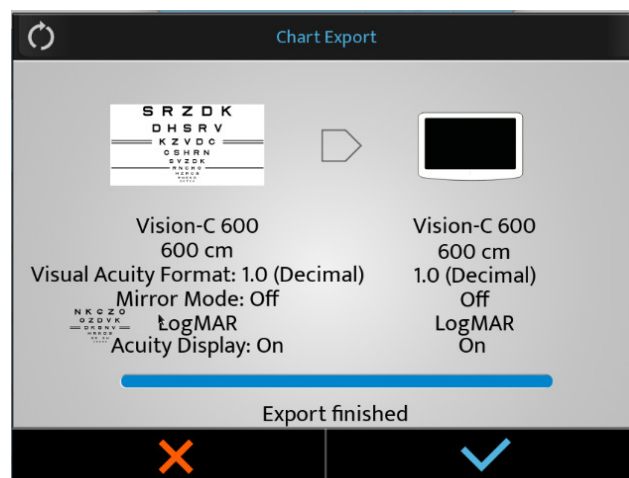 Chart Export
S R Z D K
D H S R V
K Z V D C
O S H R N
S V Z D K
Vision-C 600
600 cm
Visual Acuity Format: 1.0 (Decimal)
Mirror Mode: Off
N K C Z O
O Z D V K
D K S N V
LogMAR
Acuity Display: On
Vision-C 600
600 cm
1.0 (Decimal)
Off
LogMAR
On
Export finished